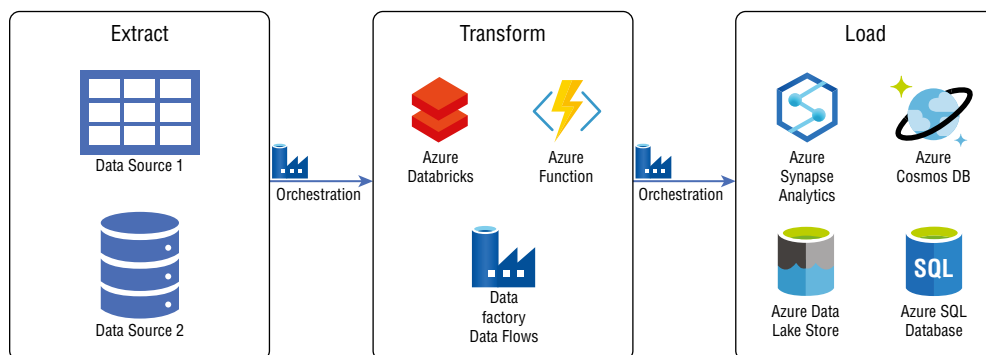 Extract
Data Source 1
Data Source 2
Orchestration
Transform
Azure
Databricks
Azure
Function
Data
factory
Data Flows
Orchestration
Load
Azure
Synapse
Analytics
Azure
Cosmos DB
Azure Data
Lake Store
SQL
Azure SQL
Database